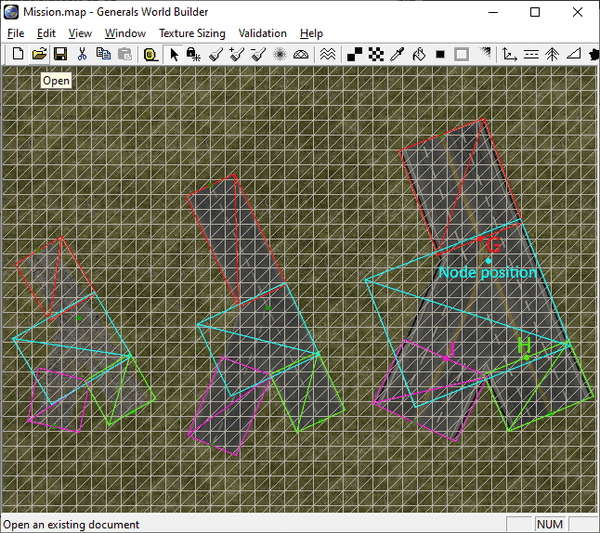 Mission.map - Generals World Builder
File Edit View Window Texture Sizing Validation Help
Open
G
Node position
I
H
Open an existing document
NUM